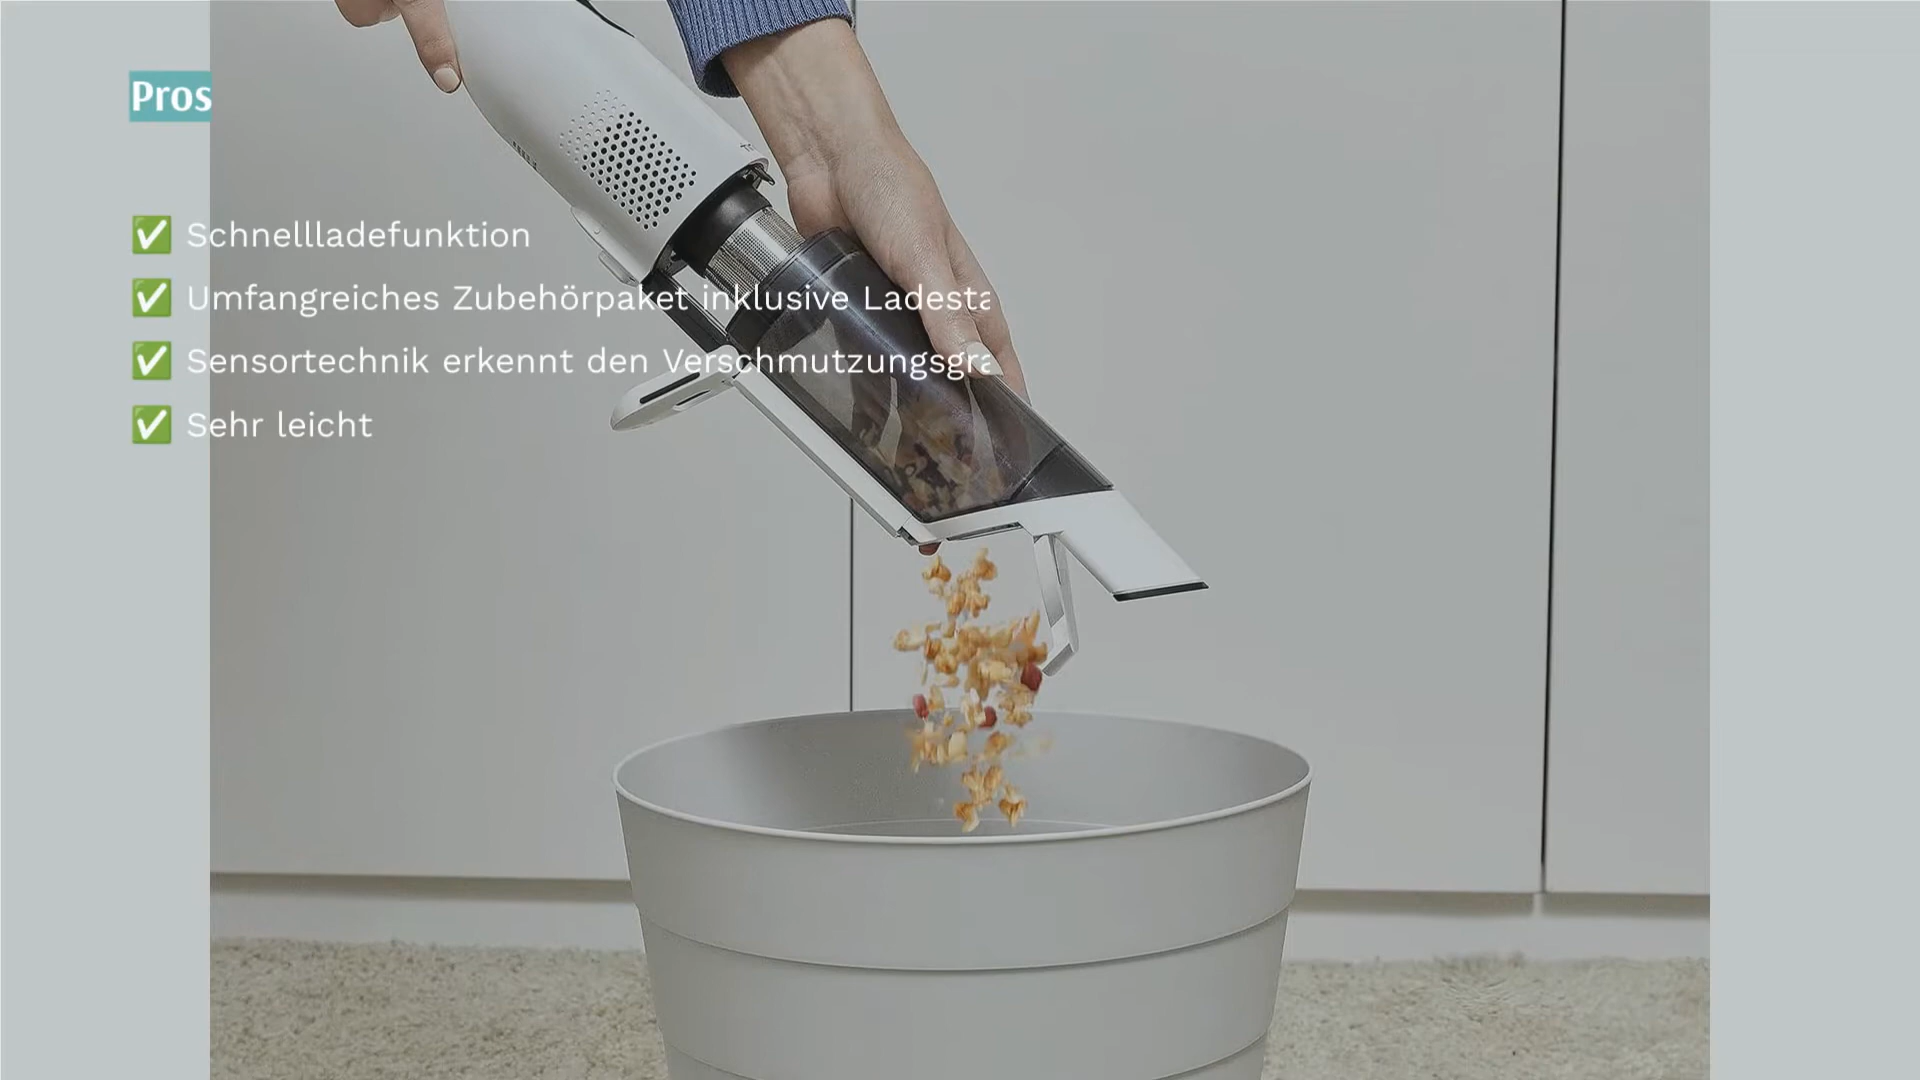 Pros
✅ Schnellladefunktion
✅ Umfangreiches Zubehörpaket inklusive Ladesta
✅ Sensortechnik erkennt den Verschmutzungsgra
✅ Sehr leicht